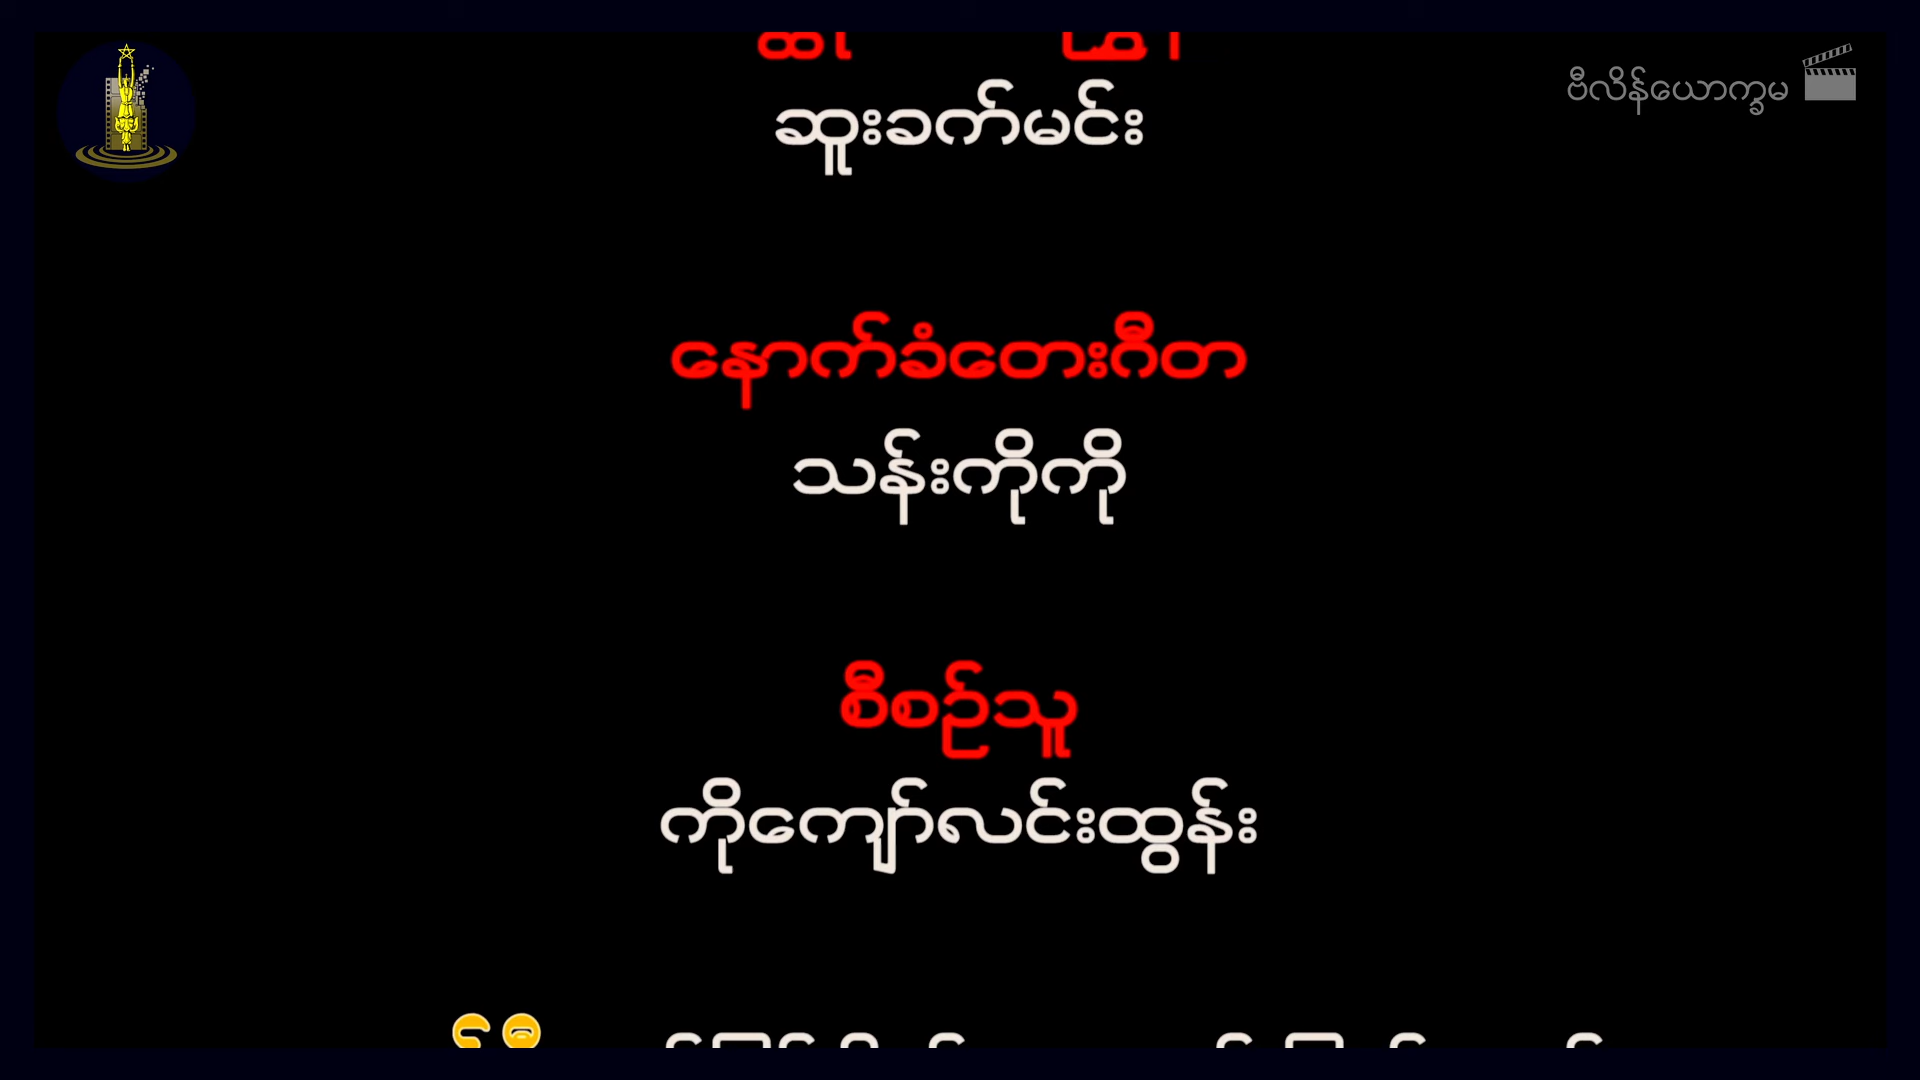 ဗီလိန်ယောက္ခမ
ဆူးခက်မင်း
နောက်ခံတေးဂီတ
သန်းကိုကို
စီစဉ်သူ
ကိုကျော်လင်းထွန်း